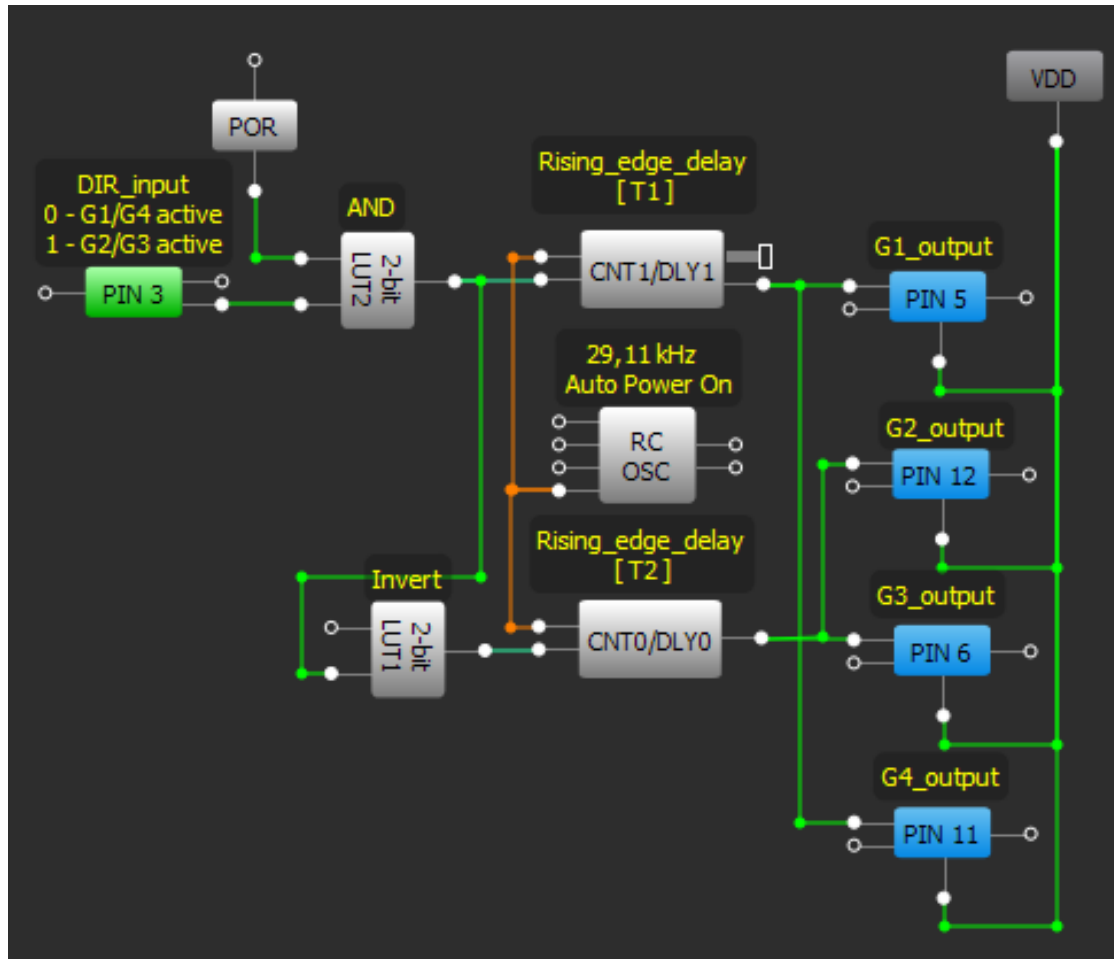 VDD
POR
DIR_input
0 - G1/G4 active
1 - G2/G3 active
PIN 3
AND
2-bit
LUT2
Rising_edge_delay
[T1]
CNT1/DLY1
G1_output
PIN 5
29,11 kHz
Auto Power On
RC
OSC
G2_output
PIN 12
Rising_edge_delay
[T2]
CNT0/DLY0
Invert
2-bit
LUT1
G3_output
PIN 6
G4_output
PIN 11